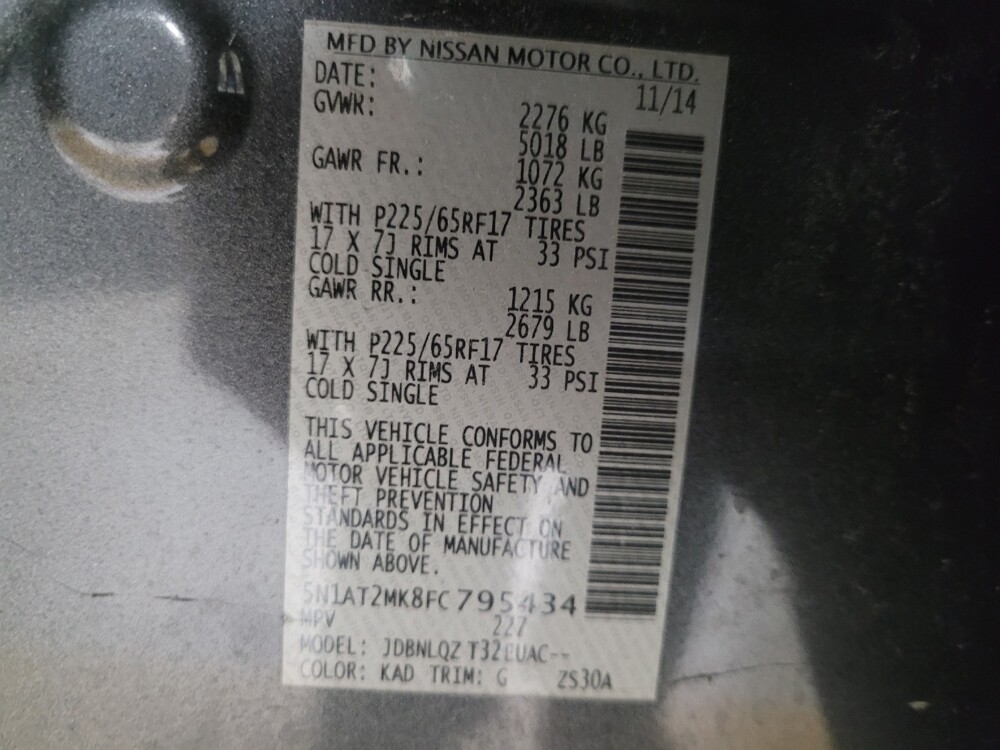 MFD BY NISSAN MOTOR CO., LTD.
DATE: 11/14
GVWR: 2276 KG
5018 LB
GAWR FR.: 1072 KG
2363 LB
WITH P225/65RF17 TIRES
17 X 7J RIMS AT 33 PSI
COLD SINGLE
GAWR RR.: 1215 KG
2679 LB
WITH P225/65RF17 TIRES
17 X 7J RIMS AT 33 PSI
COLD SINGLE
THIS VEHICLE CONFORMS TO
ALL APPLICABLE FEDERAL
MOTOR VEHICLE SAFETY AND
THEFT PREVENTION
STANDARDS IN EFFECT ON
THE DATE OF MANUFACTURE
SHOWN ABOVE.
5N1AT2MK8FC795434
MPV 227
MODEL: JDBNLQZ T32EUAC--
COLOR: KAD TRIM: G ZS30A